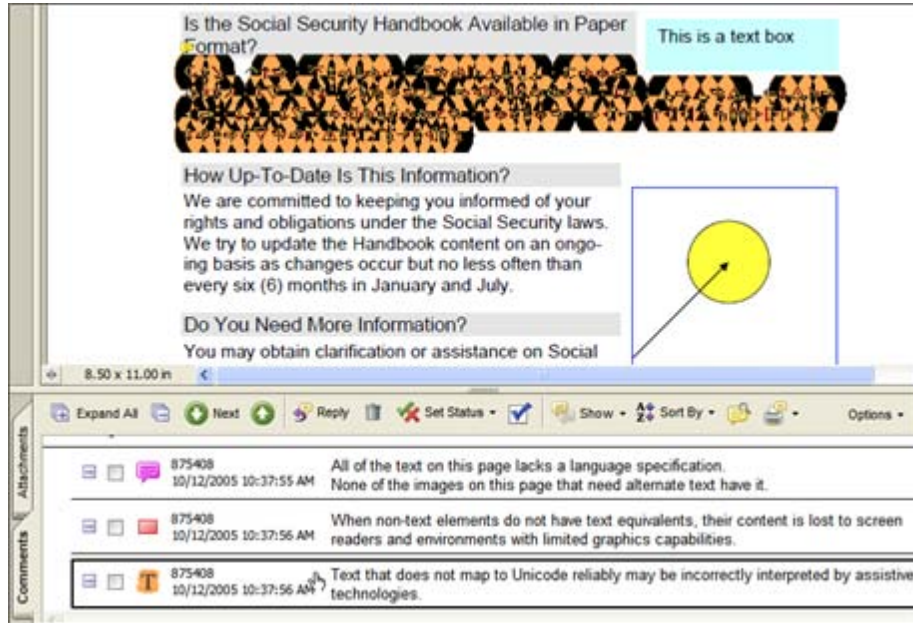 Is the Social Security Handbook Available in Paper
Format?
This is a text box
How Up-To-Date Is This Information?
We are committed to keeping you informed of your
rights and obligations under the Social Security laws.
We try to update the Handbook content on an ongo-
ing basis as changes occur but no less often than
every six (6) months in January and July.
Do You Need More Information?
You may obtain clarification or assistance on Social
8.50 x 11.00 in
Attachments
Comments
Expand All Next Reply Set Status Show Sort By Options
875408
10/12/2005 10:37:55 AM
All of the text on this page lacks a language specification.
None of the images on this page that need alternate text have it.
875408
10/12/2005 10:37:56 AM
When non-text elements do not have text equivalents, their content is lost to screen
readers and environments with limited graphics capabilities.
875408
10/12/2005 10:37:56 AM
Text that does not map to Unicode reliably may be incorrectly interpreted by assistive
technologies.